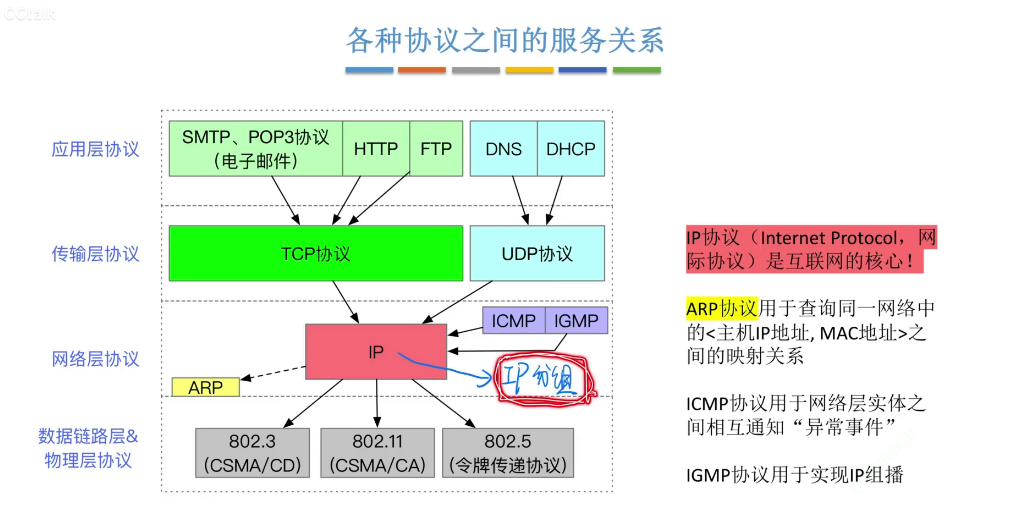 CCtalk
各种协议之间的服务关系
应用层协议
SMTP、POP3协议
（电子邮件）
HTTP
FTP
DNS
DHCP
传输层协议
TCP协议
UDP协议
网络层协议
ICMP
IGMP
IP
IP分组
ARP
数据链路层&
物理层协议
802.3
(CSMA/CD)
802.11
(CSMA/CA)
802.5
(令牌传递协议)
IP协议（Internet Protocol，网
际协议）是互联网的核心！
ARP协议用于查询同一网络中
的<主机IP地址, MAC地址>之
间的映射关系
ICMP协议用于网络层实体之
间相互通知“异常事件”
IGMP协议用于实现IP组播